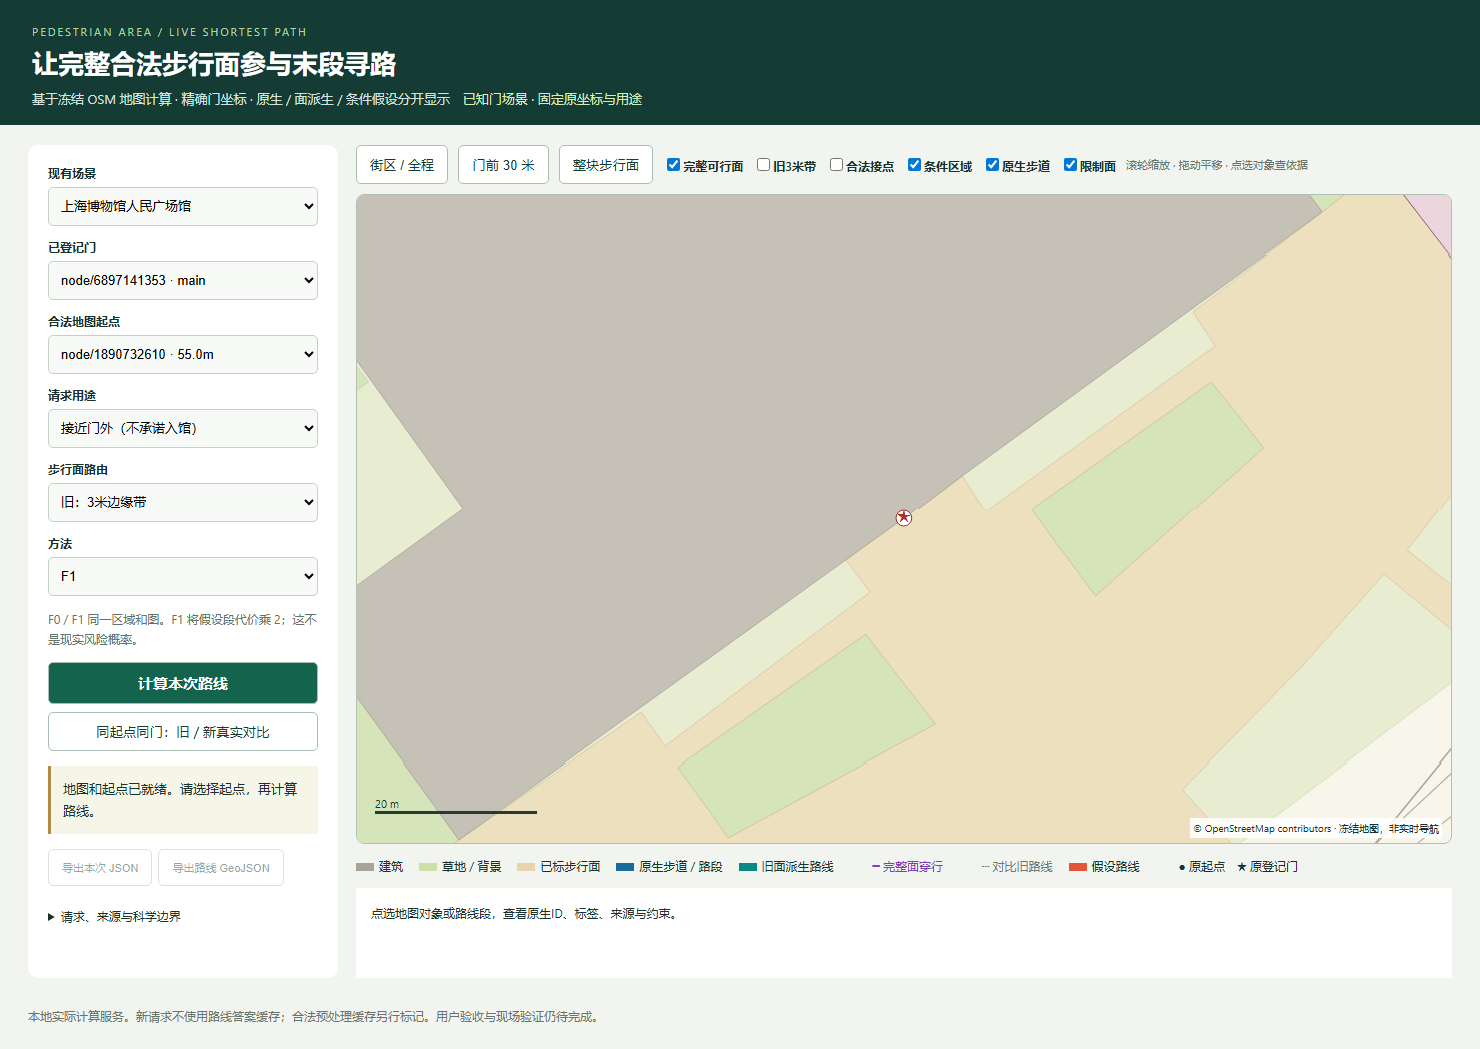 PEDESTRIAN AREA / LIVE SHORTEST PATH
让完整合法步行面参与末段寻路
基于冻结 OSM 地图计算 · 精确门坐标 · 原生 / 面派生 / 条件假设分开显示 已知门场景 · 固定原坐标与用途
现有场景
上海博物馆人民广场馆
已登记门
node/6897141353 · main
合法地图起点
node/1890732610 · 55.0m
请求用途
接近门外（不承诺入馆）
步行面路由
旧：3米边缘带
方法
F1
F0 / F1 同一区域和图。F1 将假设段代价乘 2；这不
是现实风险概率。
计算本次路线
同起点同门：旧 / 新真实对比
地图和起点已就绪。请选择起点，再计算
路线。
导出本次 JSON
导出路线 GeoJSON
请求、来源与科学边界
街区 / 全程
门前 30 米
整块步行面
完整可行面
旧3米带
合法接点
条件区域
原生步道
限制面
滚轮缩放 · 拖动平移 · 点选对象查依据
20 m
© OpenStreetMap contributors · 冻结地图，非实时导航
建筑
草地 / 背景
已标步行面
原生步道 / 路段
旧面派生路线
━ 完整面穿行
┄ 对比旧路线
假设路线
● 原起点
★ 原登记门
点选地图对象或路线段，查看原生ID、标签、来源与约束。
本地实际计算服务。新请求不使用路线答案缓存；合法预处理缓存另行标记。用户验收与现场验证仍待完成。